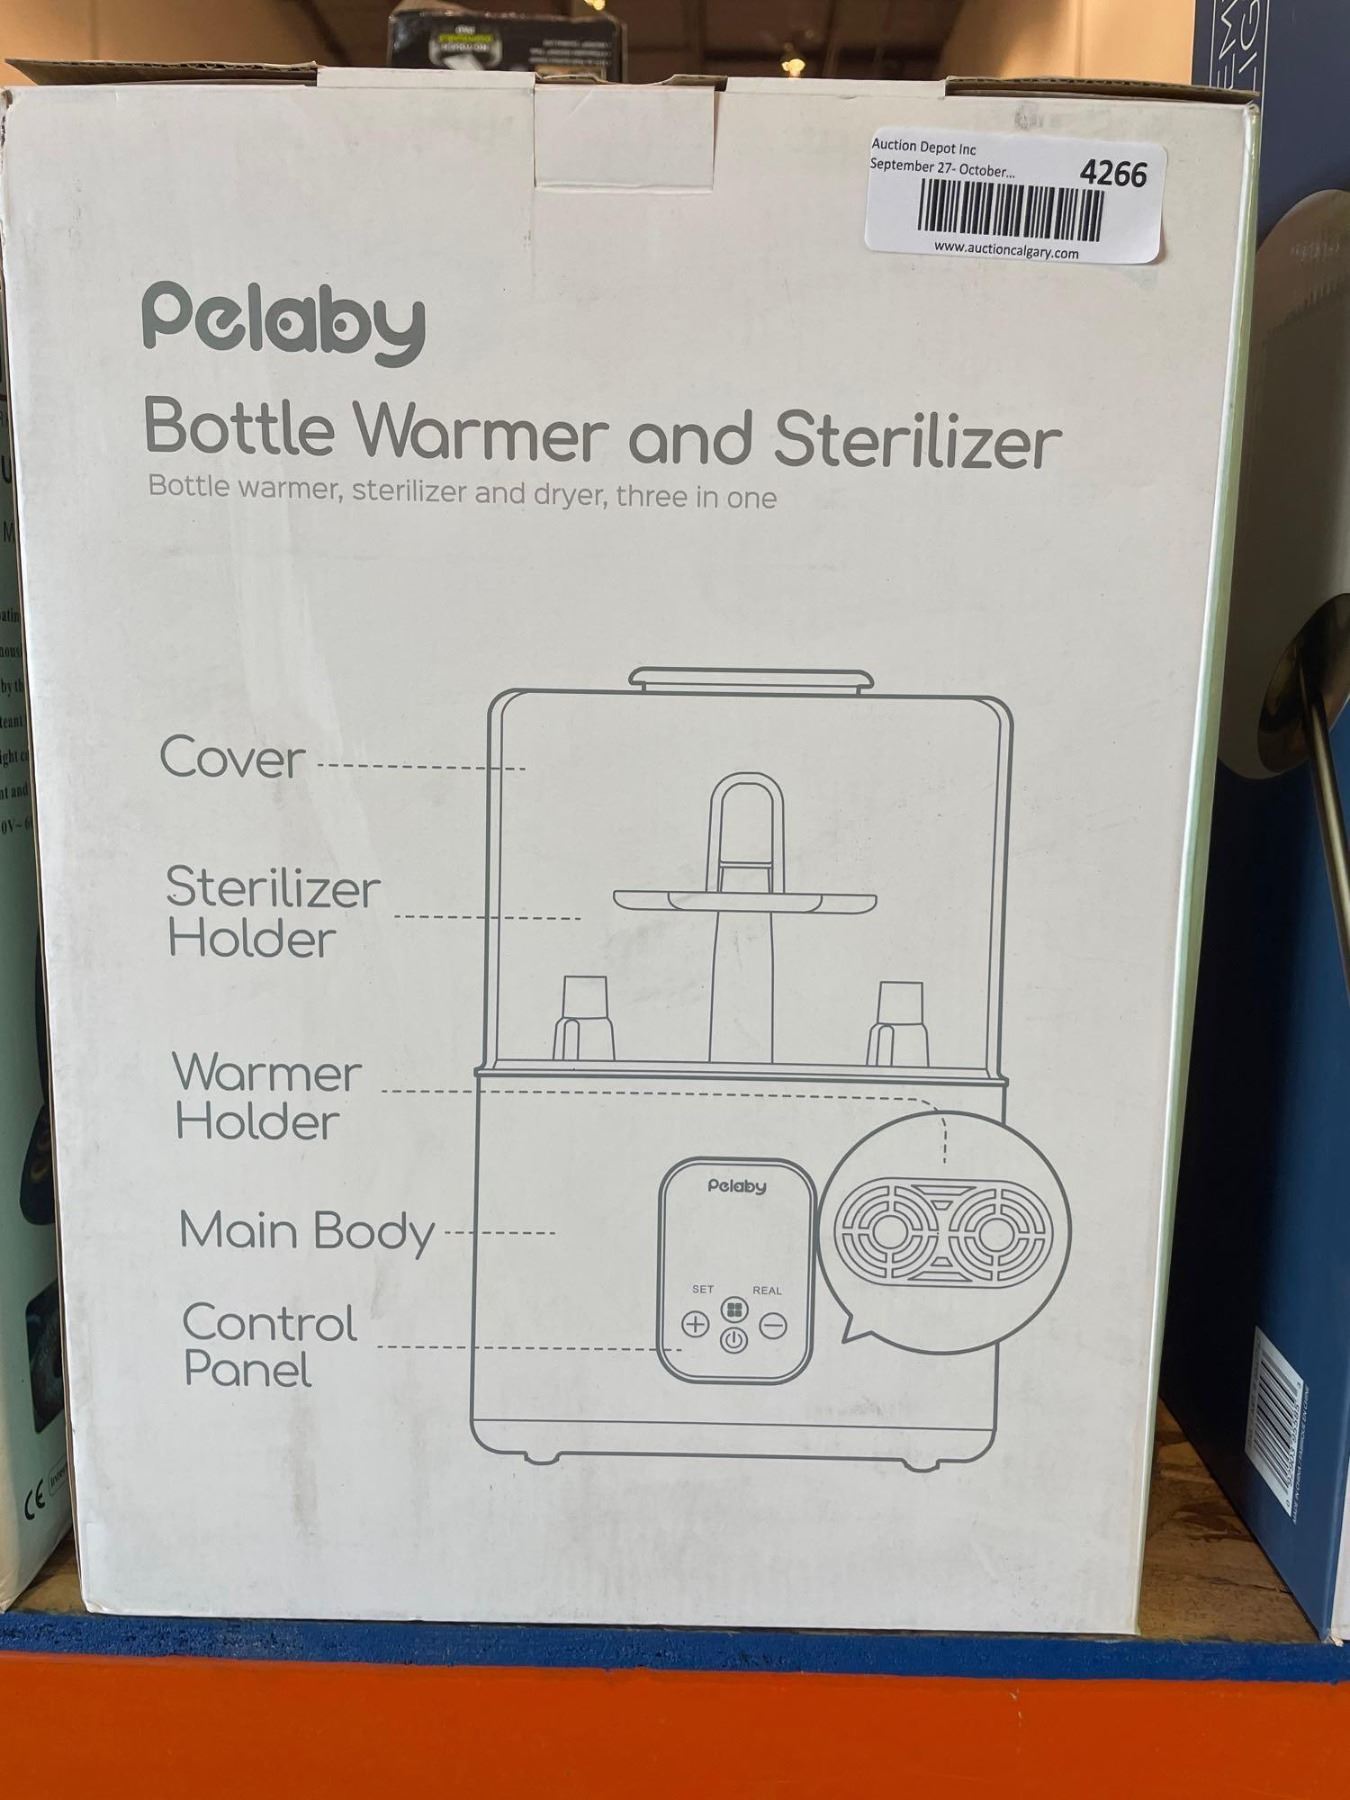 Auction Depot Inc
September 27- October...
4266
www.auctioncalgary.com
Pelaby
Bottle Warmer and Sterilizer
Bottle warmer, sterilizer and dryer, three in one
Cover
Sterilizer
Holder
Warmer
Holder
Main Body
Control
Panel
Pelaby
SET
REAL
CE